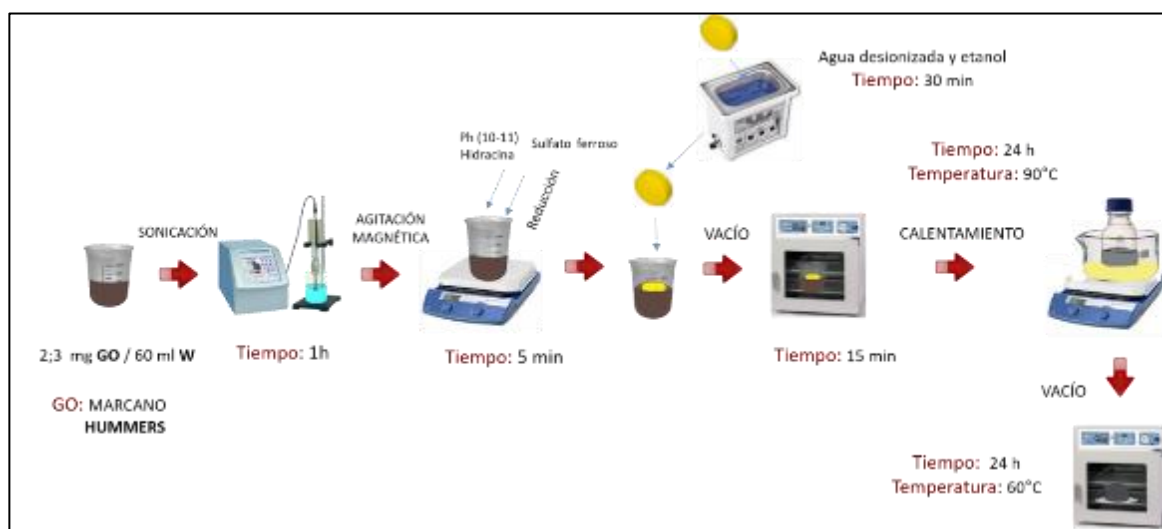 Agua desionizada y etanol
Tiempo: 30 min
Ph (10-11)
Hidracina
Sulfato ferroso
Reducción
Tiempo: 24 h
Temperatura: 90°C
SONICACIÓN
AGITACIÓN
MAGNÉTICA
VACÍO
CALENTAMIENTO
2;3 mg GO / 60 ml W
Tiempo: 1h
Tiempo: 5 min
Tiempo: 15 min
GO: MARCANO
HUMMERS
VACÍO
Tiempo: 24 h
Temperatura: 60°C